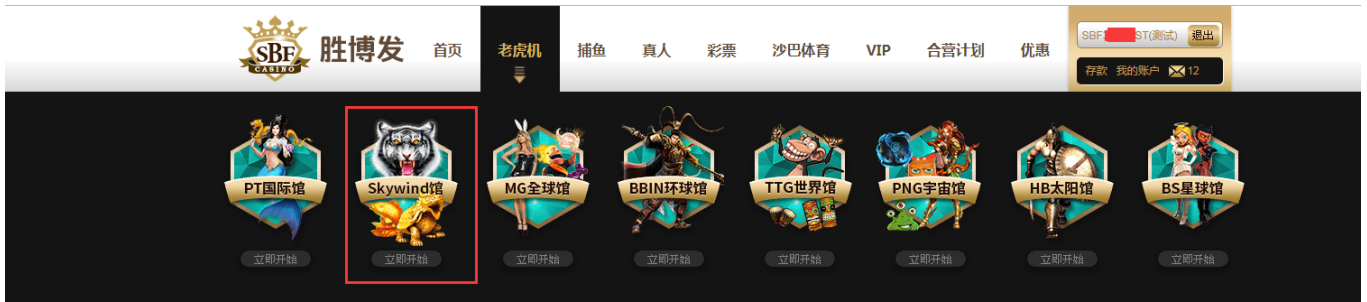 SBF
CASINO
胜博发
首页 老虎机 捕鱼 真人 彩票 沙巴体育 VIP 合营计划 优惠
SBF ST(测试) 退出
存款 我的账户 12
PT国际馆 Skywind馆 MG全球馆 BBIN环球馆 TTG世界馆 PNG宇宙馆 HB太阳馆 BS星球馆
立即开始 立即开始 立即开始 立即开始 立即开始 立即开始 立即开始 立即开始